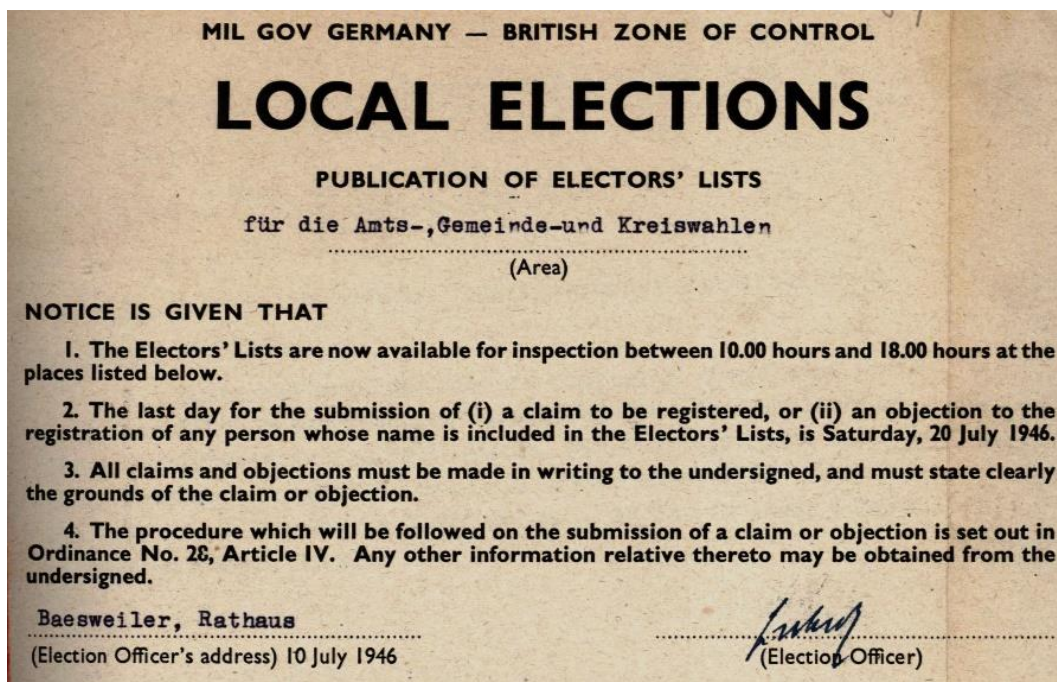 MIL GOV GERMANY — BRITISH ZONE OF CONTROL
LOCAL ELECTIONS
PUBLICATION OF ELECTORS' LISTS
für die Amts-,Gemeinde-und Kreiswahlen
(Area)
NOTICE IS GIVEN THAT
1. The Electors' Lists are now available for inspection between 10.00 hours and 18.00 hours at the
places listed below.
2. The last day for the submission of (i) a claim to be registered, or (ii) an objection to the
registration of any person whose name is included in the Electors' Lists, is Saturday, 20 July 1946.
3. All claims and objections must be made in writing to the undersigned, and must state clearly
the grounds of the claim or objection.
4. The procedure which will be followed on the submission of a claim or objection is set out in
Ordinance No. 28, Article IV. Any other information relative thereto may be obtained from the
undersigned.
Baesweiler, Rathaus
(Election Officer's address) 10 July 1946
(Election Officer)